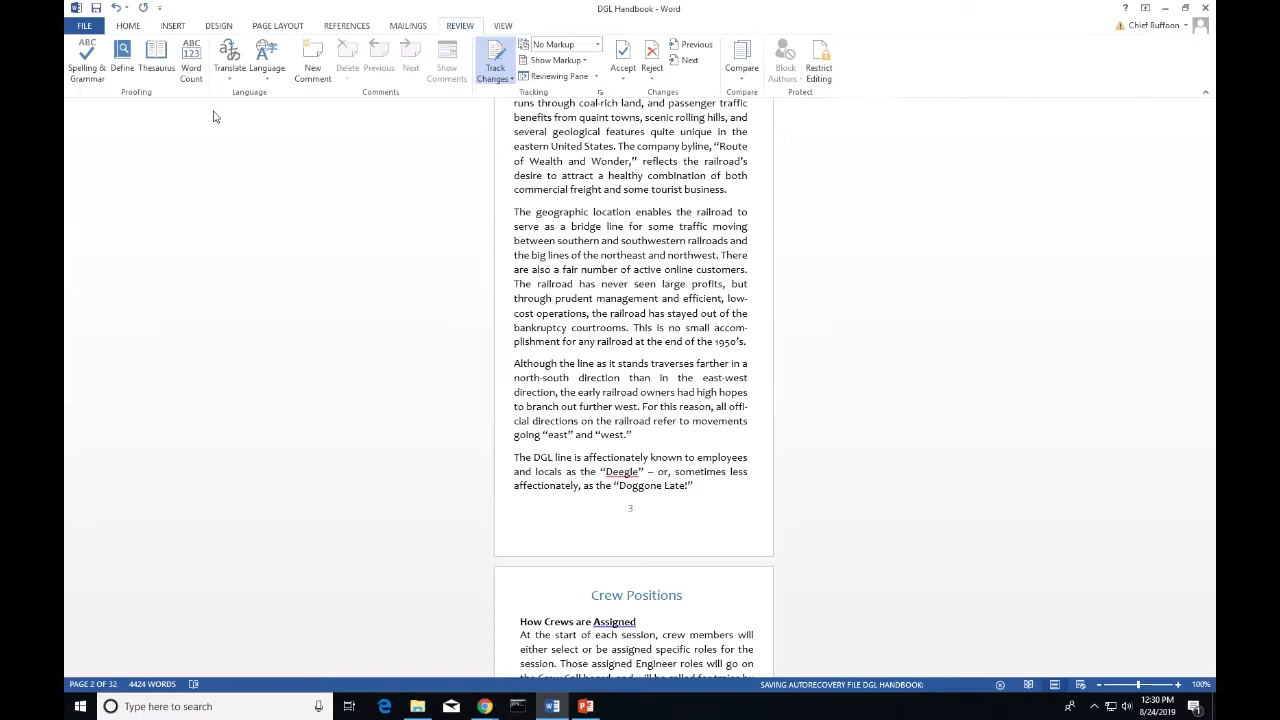 DGL Handbook - Word
FILE HOME INSERT DESIGN PAGE LAYOUT REFERENCES MAILINGS REVIEW VIEW
Chief Buffoon
Spelling & Grammar
Define
Thesaurus
Word Count
Translate
Language
New Comment
Delete
Previous
Next
Show Comments
Track Changes
No Markup
Show Markup
Reviewing Pane
Accept
Reject
Previous
Next
Compare
Block Authors
Restrict Editing
Proofing Language Comments Tracking Changes Compare Protect
runs through coal-rich land, and passenger traffic
benefits from quaint towns, scenic rolling hills, and
several geological features quite unique in the
eastern United States. The company byline, “Route
of Wealth and Wonder,” reflects the railroad’s
desire to attract a healthy combination of both
commercial freight and some tourist business.
The geographic location enables the railroad to
serve as a bridge line for some traffic moving
between southern and southwestern railroads and
the big lines of the northeast and northwest. There
are also a fair number of active online customers.
The railroad has never seen large profits, but
through prudent management and efficient, low-
cost operations, the railroad has stayed out of the
bankruptcy courtrooms. This is no small accom-
plishment for any railroad at the end of the 1950’s.
Although the line as it stands traverses farther in a
north-south direction than in the east-west
direction, the early railroad owners had high hopes
to branch out further west. For this reason, all offi-
cial directions on the railroad refer to movements
going “east” and “west.”
The DGL line is affectionately known to employees
and locals as the “Deegle” – or, sometimes less
affectionately, as the “Doggone Late!”
3
Crew Positions
How Crews are Assigned
At the start of each session, crew members will
either select or be assigned specific roles for the
session. Those assigned Engineer roles will go on
the Crew Call board, and will be called for trains by
PAGE 2 OF 32 4424 WORDS SAVING AUTORECOVERY FILE DGL HANDBOOK: 100%
Type here to search
12:30 PM
8/24/2019